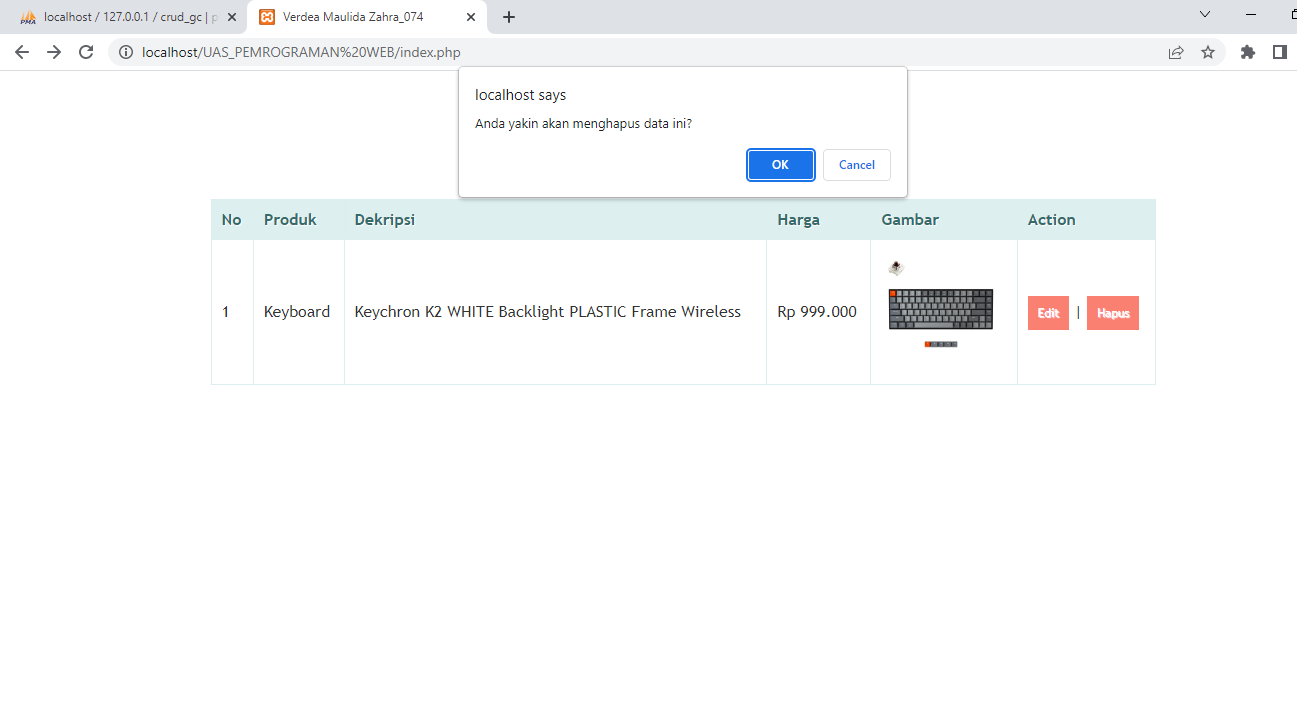 localhost / 127.0.0.1 / crud_gc | p
Verdea Maulida Zahra_074
localhost/UAS_PEMROGRAMAN%20WEB/index.php
localhost says
Anda yakin akan menghapus data ini?
OK Cancel
No Produk Dekripsi Harga Gambar Action
1 Keyboard Keychron K2 WHITE Backlight PLASTIC Frame Wireless Rp 999.000 Edit | Hapus